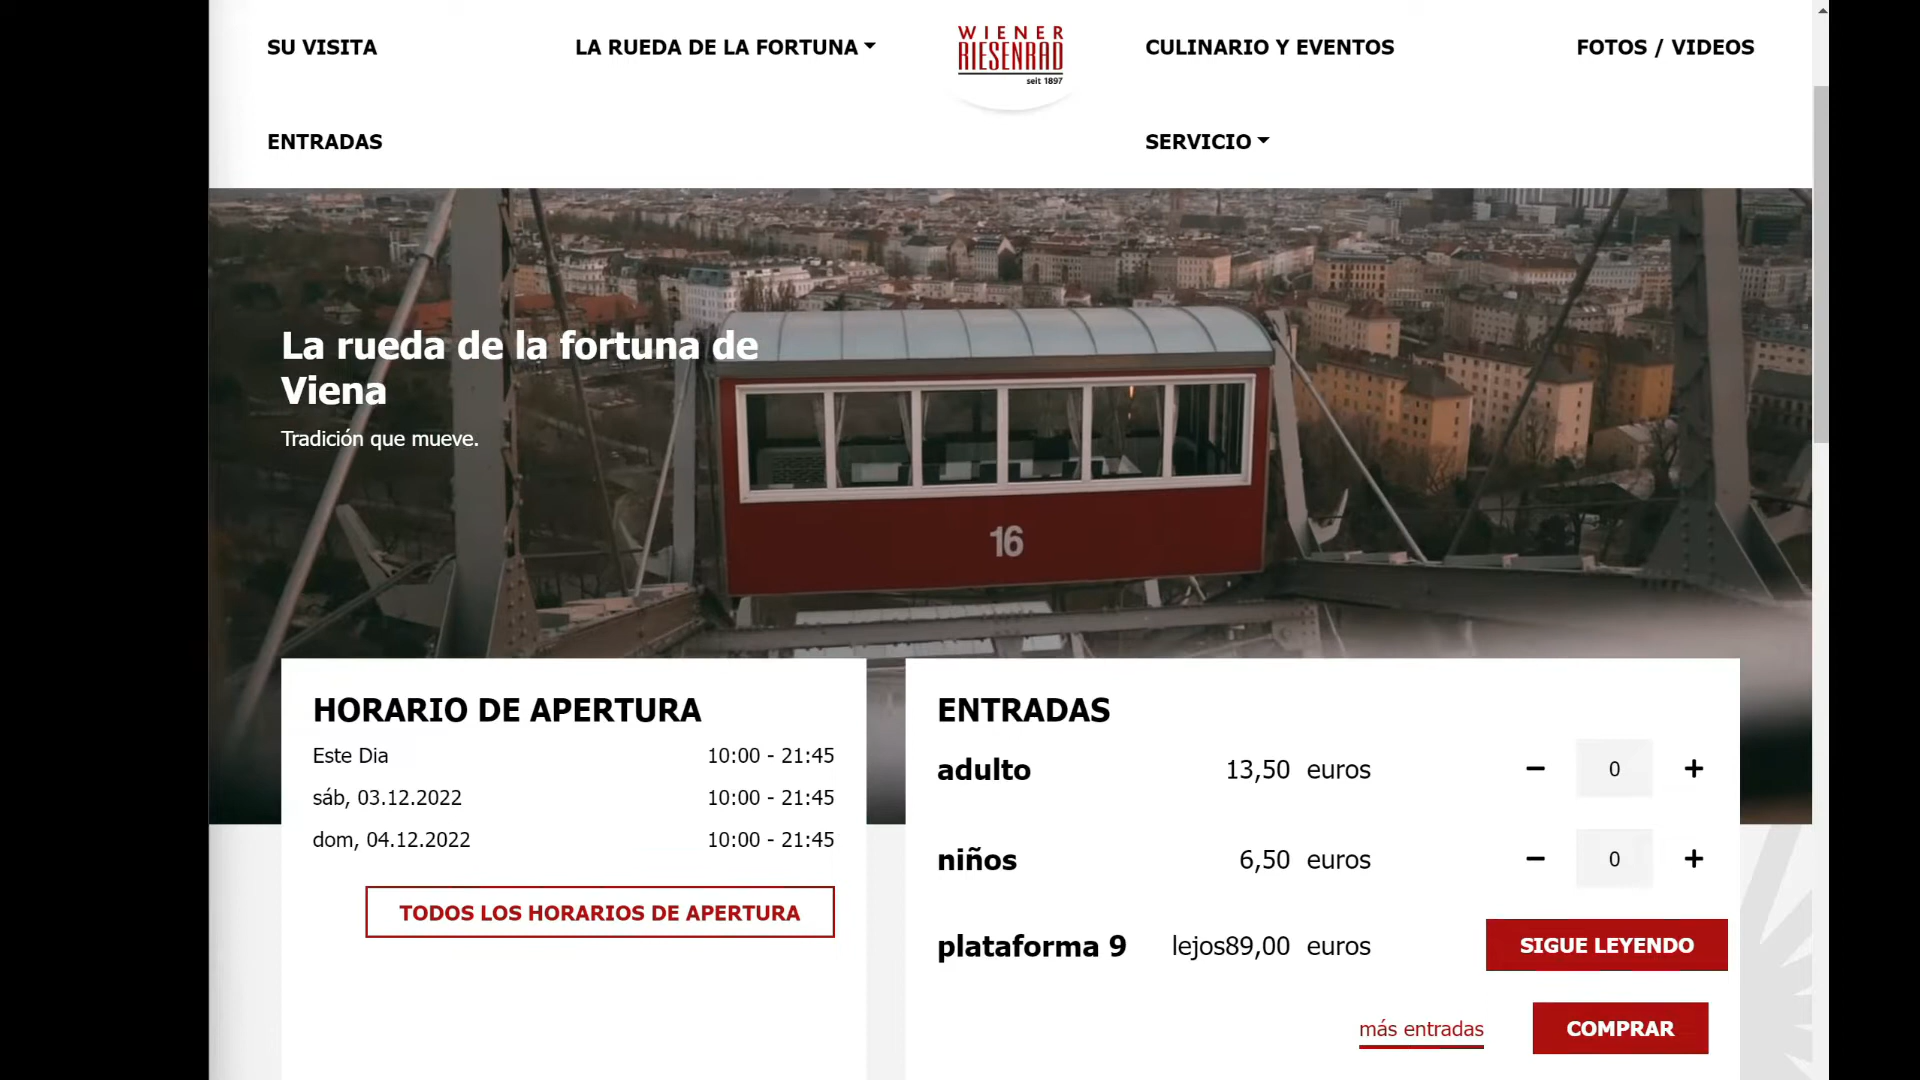 SU VISITA
LA RUEDA DE LA FORTUNA
WIENER
RIESENRAD
seit 1897
CULINARIO Y EVENTOS
FOTOS / VIDEOS
ENTRADAS
SERVICIO
La rueda de la fortuna de
Viena
Tradición que mueve.
16
HORARIO DE APERTURA
Este Dia 10:00 - 21:45
sáb, 03.12.2022 10:00 - 21:45
dom, 04.12.2022 10:00 - 21:45
TODOS LOS HORARIOS DE APERTURA
ENTRADAS
adulto 13,50 euros − 0 +
niños 6,50 euros − 0 +
plataforma 9 lejos89,00 euros SIGUE LEYENDO
más entradas COMPRAR